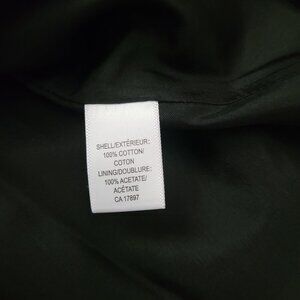 SHELL/EXTÉRIEUR:
100% COTTON/
COTON
LINING/DOUBLURE:
100% ACETATE/
ACÉTATE
CA 17897